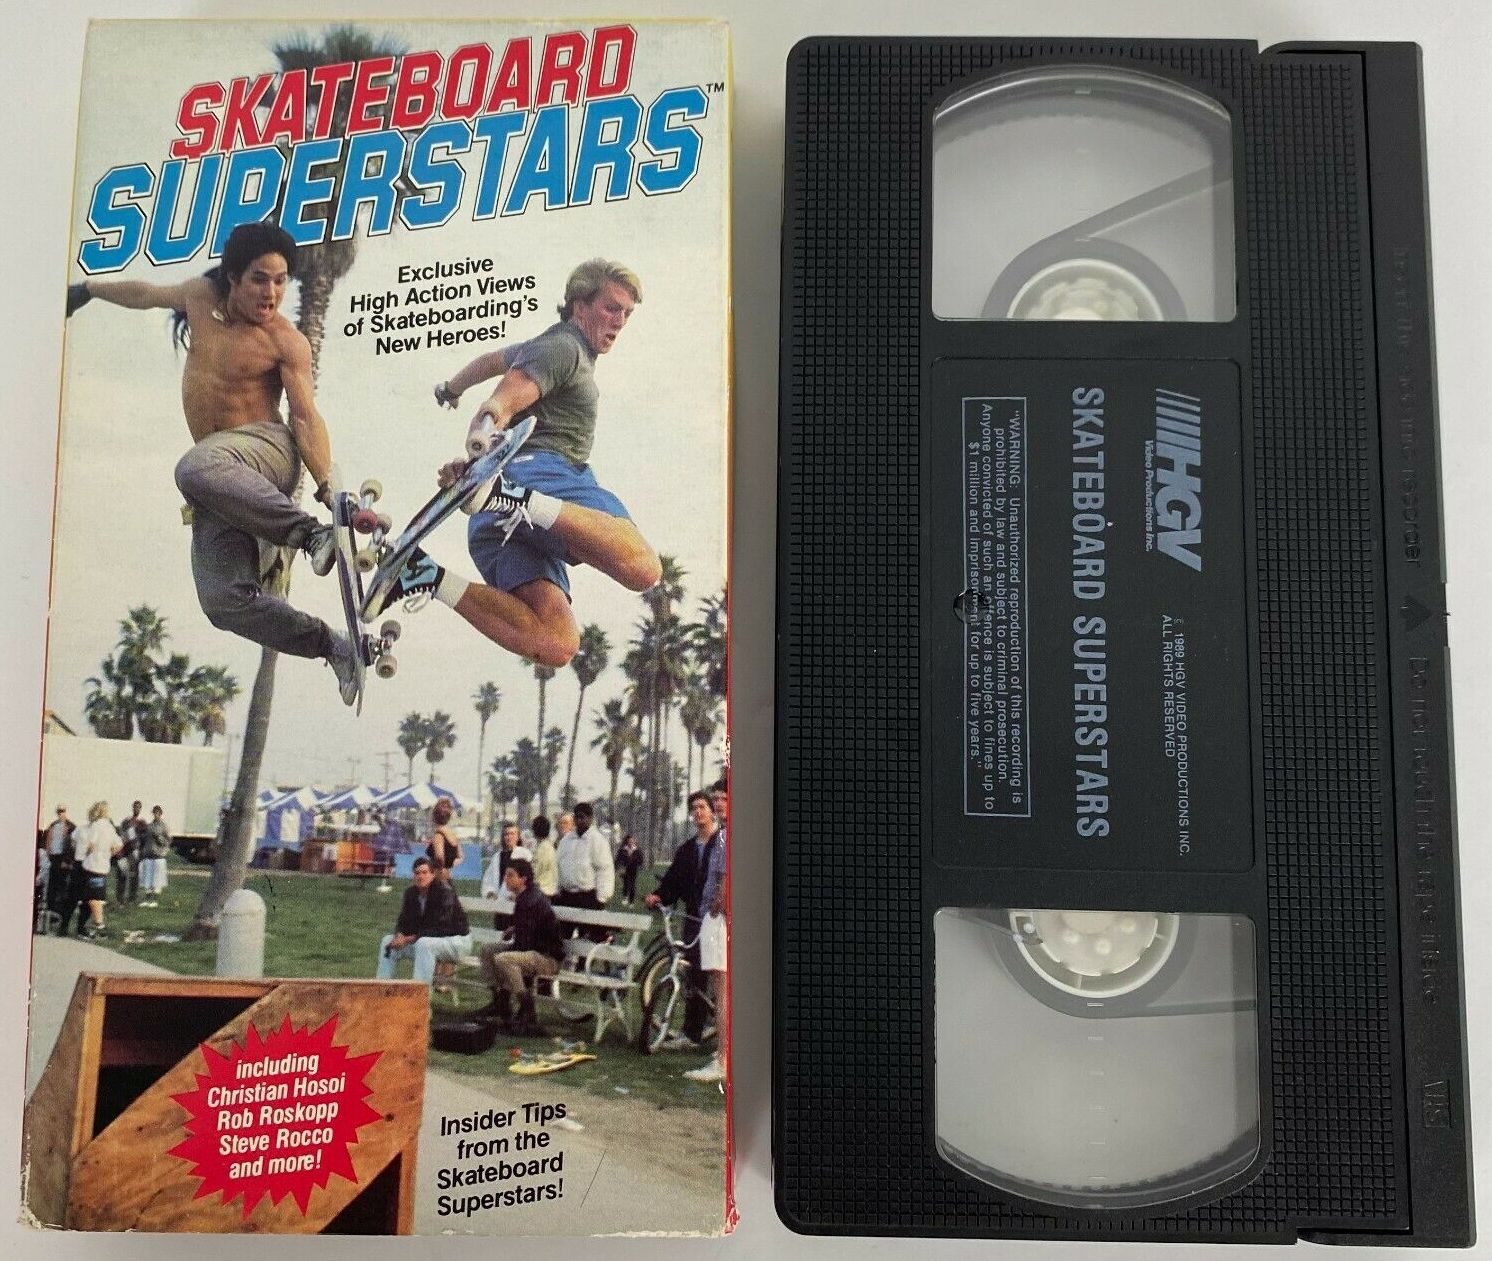 SKATEBOARD
SUPERSTARS™
Exclusive
High Action Views
of Skateboarding's
New Heroes!
including
Christian Hosoi
Rob Roskopp
Steve Rocco
and more!
Insider Tips
from the
Skateboard
Superstars!
HGV
Video Productions Inc.
© 1989 HGV VIDEO PRODUCTIONS INC.
ALL RIGHTS RESERVED
SKATEBOARD SUPERSTARS
"WARNING: Unauthorized reproduction of this recording is
prohibited by law and subject to criminal prosecution.
Anyone convicted of such an offence is subject to fines up to
$1 million and imprisonment for up to five years."
VHS